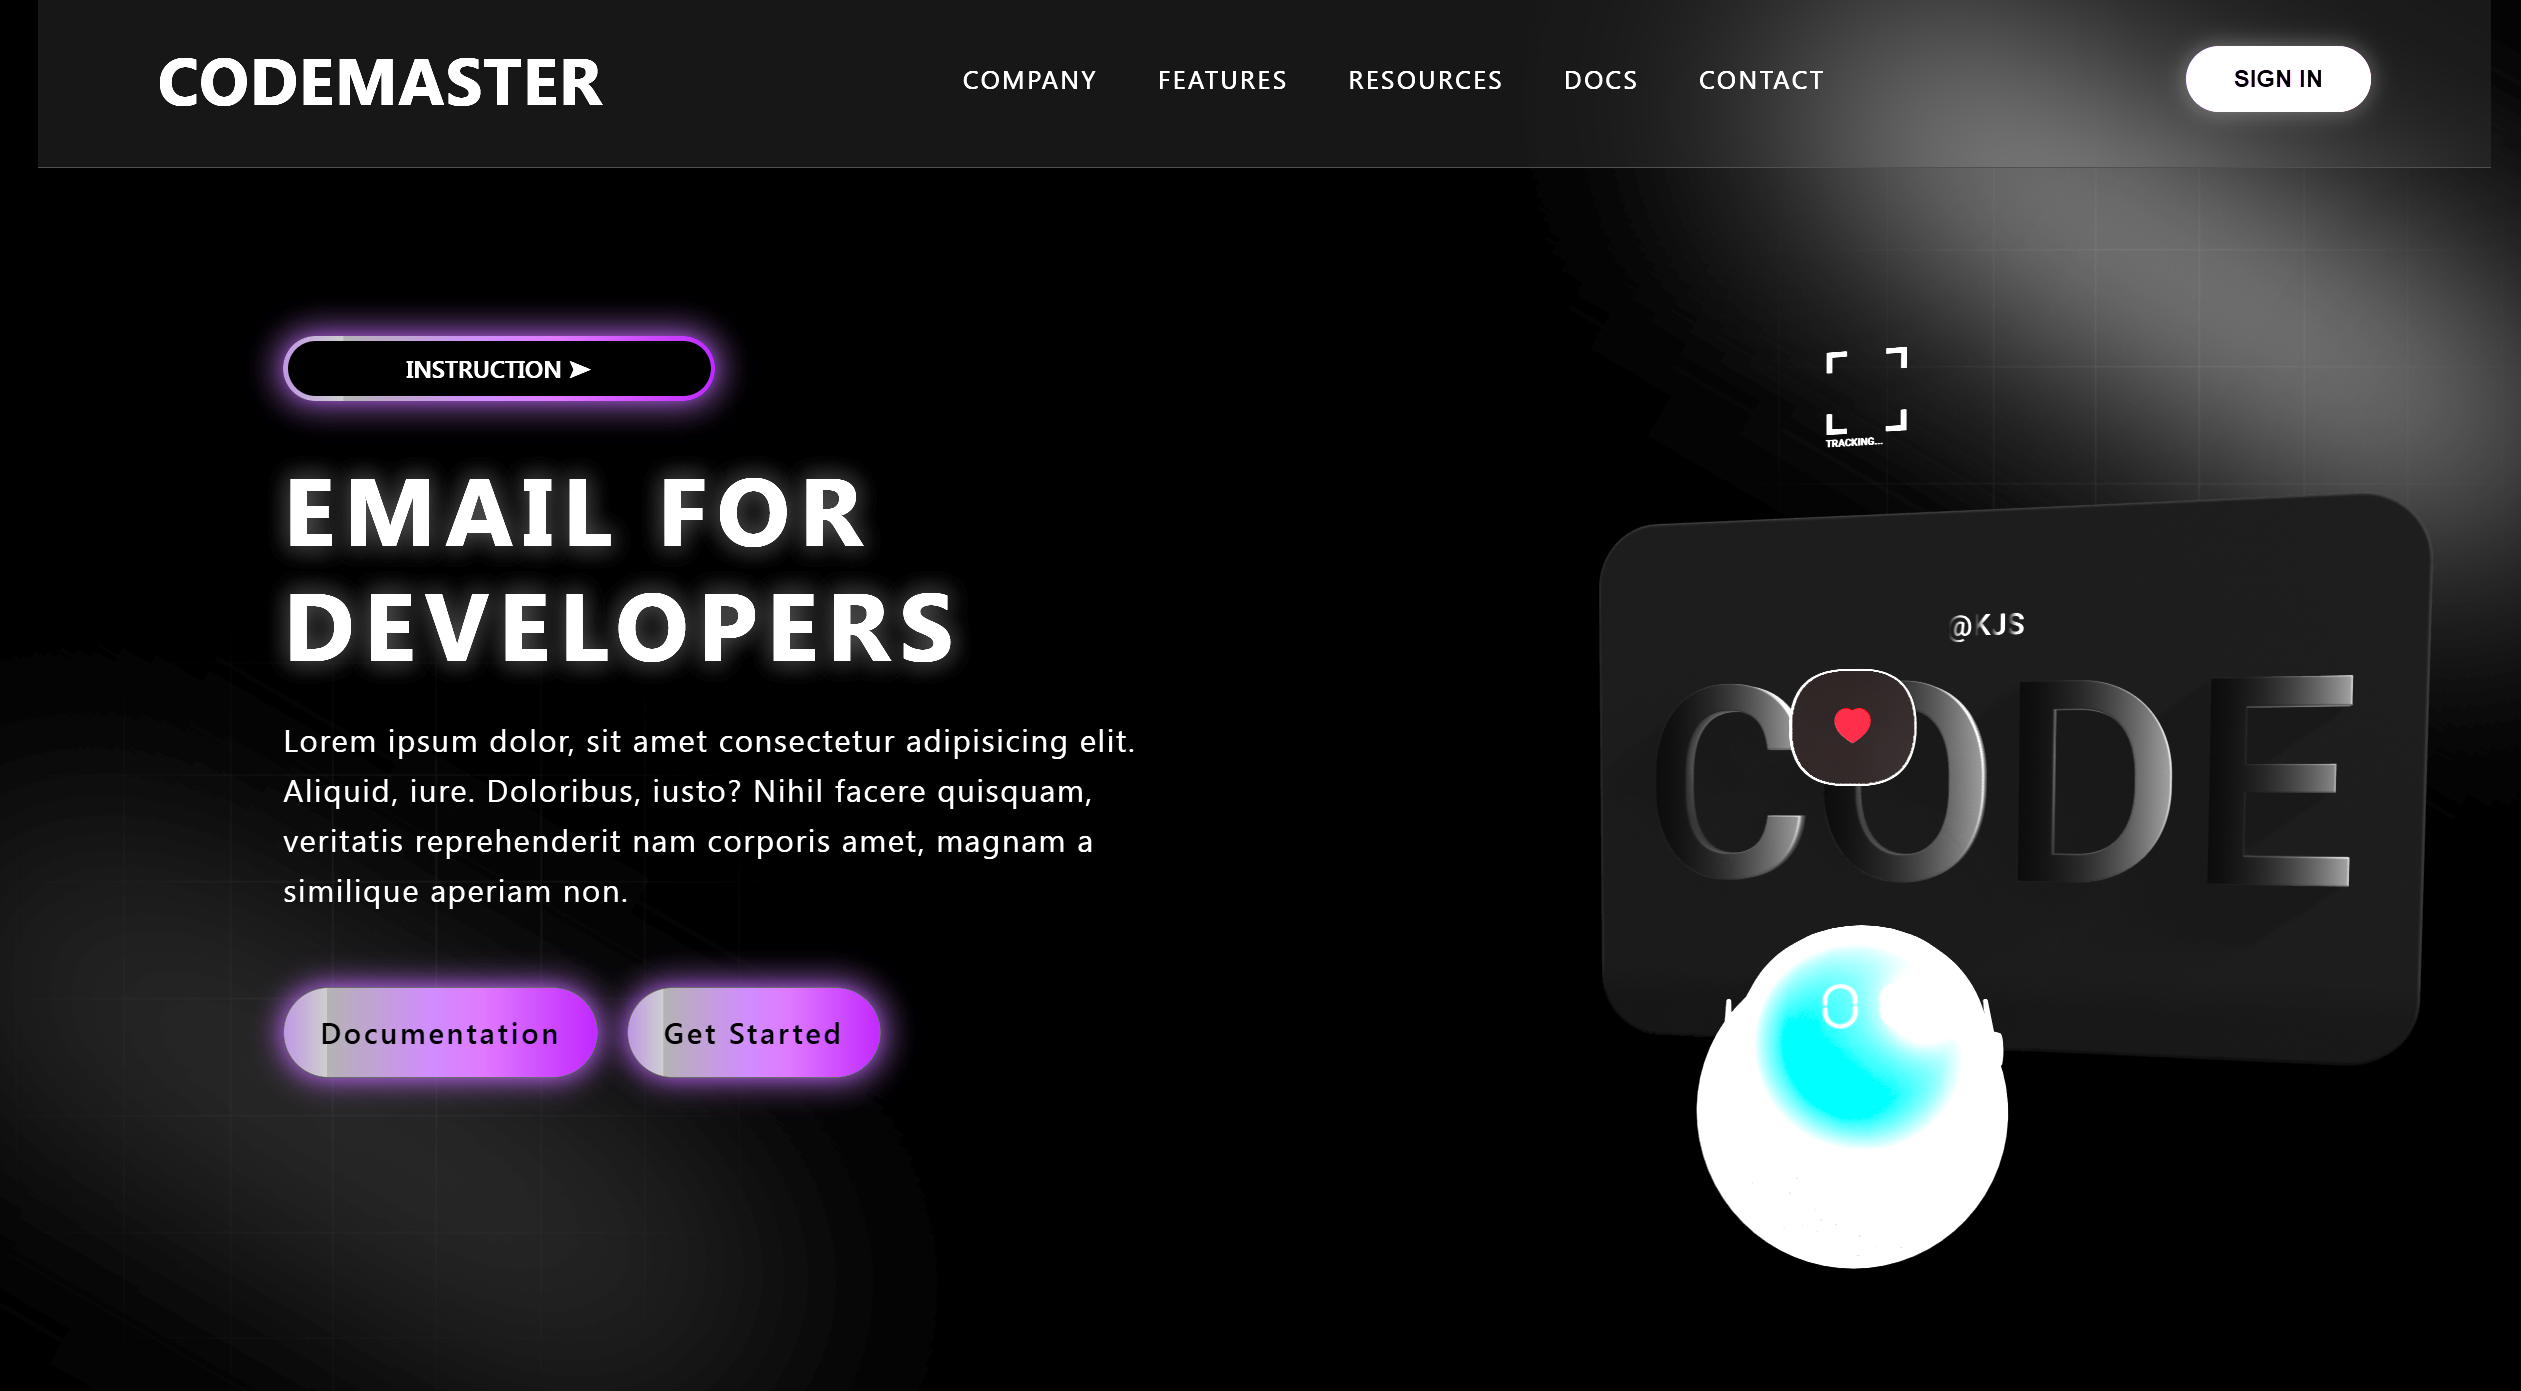 CODEMASTER
COMPANY FEATURES RESOURCES DOCS CONTACT
SIGN IN
INSTRUCTION ➤
EMAIL FOR
DEVELOPERS
Lorem ipsum dolor, sit amet consectetur adipisicing elit.
Aliquid, iure. Doloribus, iusto? Nihil facere quisquam,
veritatis reprehenderit nam corporis amet, magnam a
similique aperiam non.
Documentation
Get Started
TRACKING...
@KJS
CODE